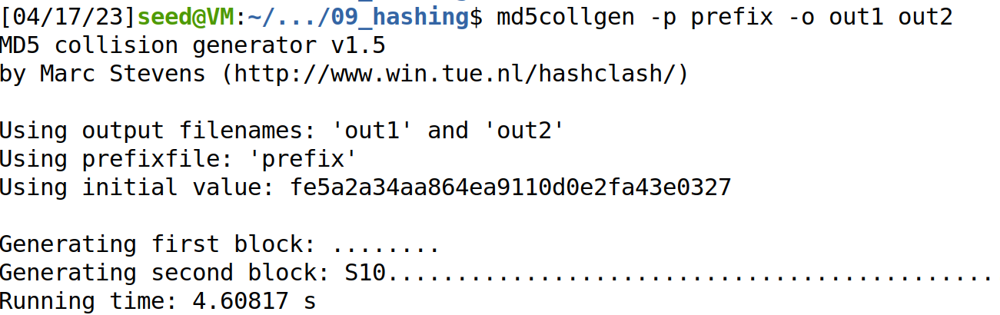 [04/17/23]seed@VM:~/.../09_hashing$ md5collgen -p prefix -o out1 out2
MD5 collision generator v1.5
by Marc Stevens (http://www.win.tue.nl/hashclash/)
Using output filenames: 'out1' and 'out2'
Using prefixfile: 'prefix'
Using initial value: fe5a2a34aa864ea9110d0e2fa43e0327
Generating first block: ........
Generating second block: S10.....................................................
Running time: 4.60817 s